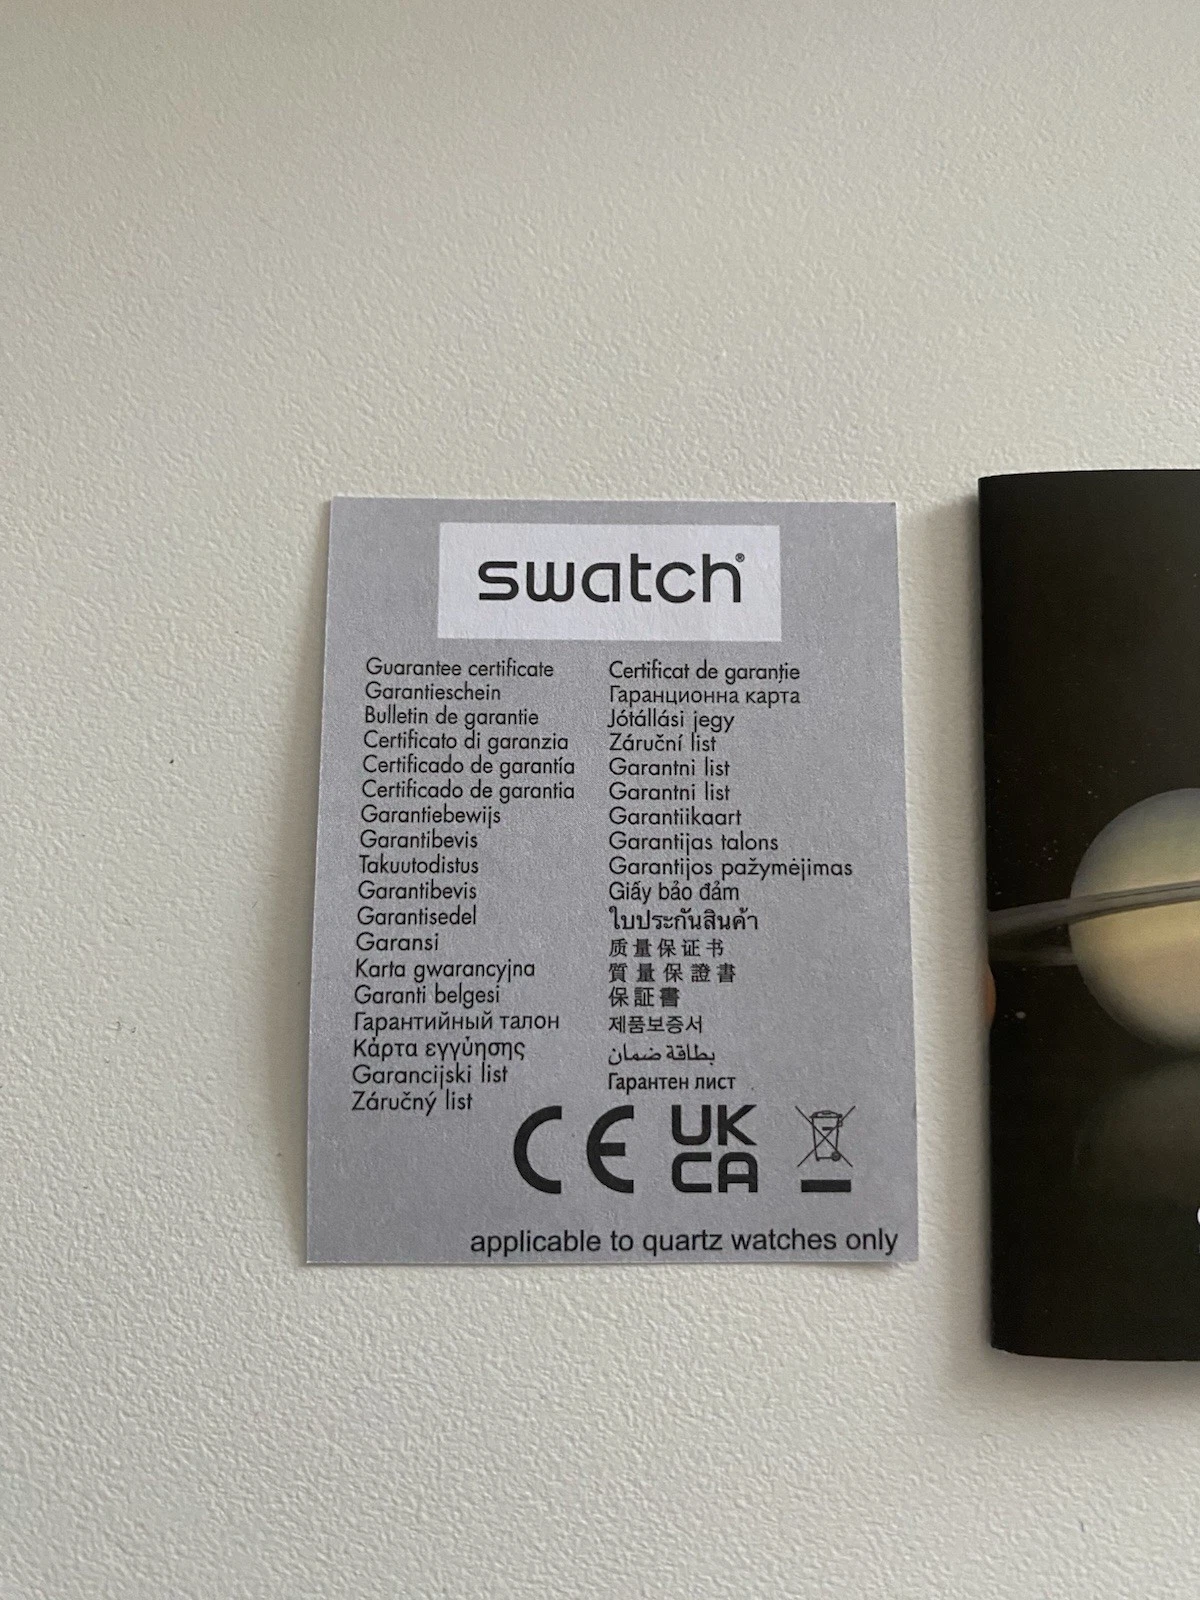 swatch®
Guarantee certificate
Garantieschein
Bulletin de garantie
Certificato di garanzia
Certificado de garantía
Certificado de garantia
Garantiebewijs
Garantibevis
Takuutodistus
Garantibevis
Garantisedel
Garansi
Karta gwarancyjna
Garanti belgesi
Гарантийный талон
Κάρτα εγγύησης
Garancijski list
Záručný list
Certificat de garanție
Гаранционна карта
Jótállási jegy
Záruční list
Garantni list
Garantni list
Garantiikaart
Garantijas talons
Garantijos pažymėjimas
Giấy bảo đảm
ใบประกันสินค้า
质量保证书
質量保證書
保証書
제품보증서
بطاقة ضمان
Гарантен лист
CE UK
CA
applicable to quartz watches only